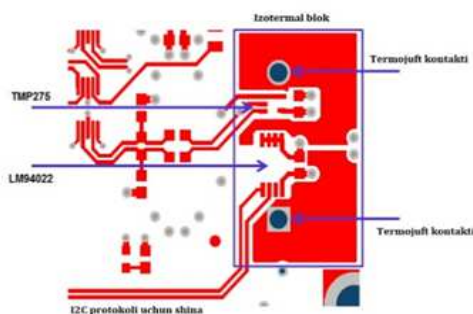 Izotermal blok
Termojuft kontakti
TMP275
LM94022
Termojuft kontakti
I2C protokoli uchun shina